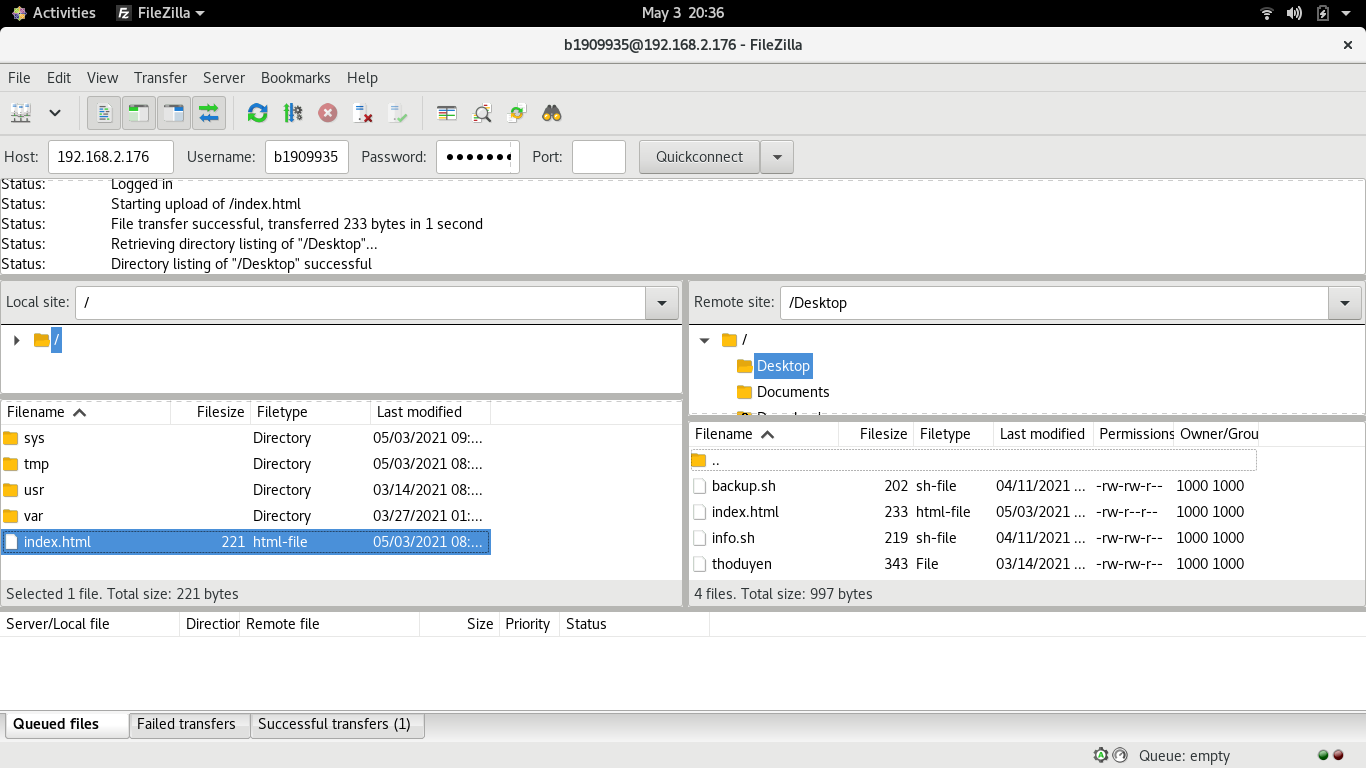 Activities FileZilla May 3 20:36
b1909935@192.168.2.176 - FileZilla
File Edit View Transfer Server Bookmarks Help
Host: 192.168.2.176 Username: b1909935 Password: ●●●●●●● Port: Quickconnect
Status: Logged in
Status: Starting upload of /index.html
Status: File transfer successful, transferred 233 bytes in 1 second
Status: Retrieving directory listing of "/Desktop"...
Status: Directory listing of "/Desktop" successful
Local site: /
/
Filename Filesize Filetype Last modified
sys Directory 05/03/2021 09:...
tmp Directory 05/03/2021 08:...
usr Directory 03/14/2021 08:...
var Directory 03/27/2021 01:...
index.html 221 html-file 05/03/2021 08:...
Selected 1 file. Total size: 221 bytes
Remote site: /Desktop
/
Desktop
Documents
Filename Filesize Filetype Last modified Permissions Owner/Grou
..
backup.sh 202 sh-file 04/11/2021 ... -rw-rw-r-- 1000 1000
index.html 233 html-file 05/03/2021 ... -rw-r--r-- 1000 1000
info.sh 219 sh-file 04/11/2021 ... -rw-rw-r-- 1000 1000
thoduyen 343 File 03/14/2021 ... -rw-rw-r-- 1000 1000
4 files. Total size: 997 bytes
Server/Local file Direction Remote file Size Priority Status
Queued files Failed transfers Successful transfers (1)
Queue: empty